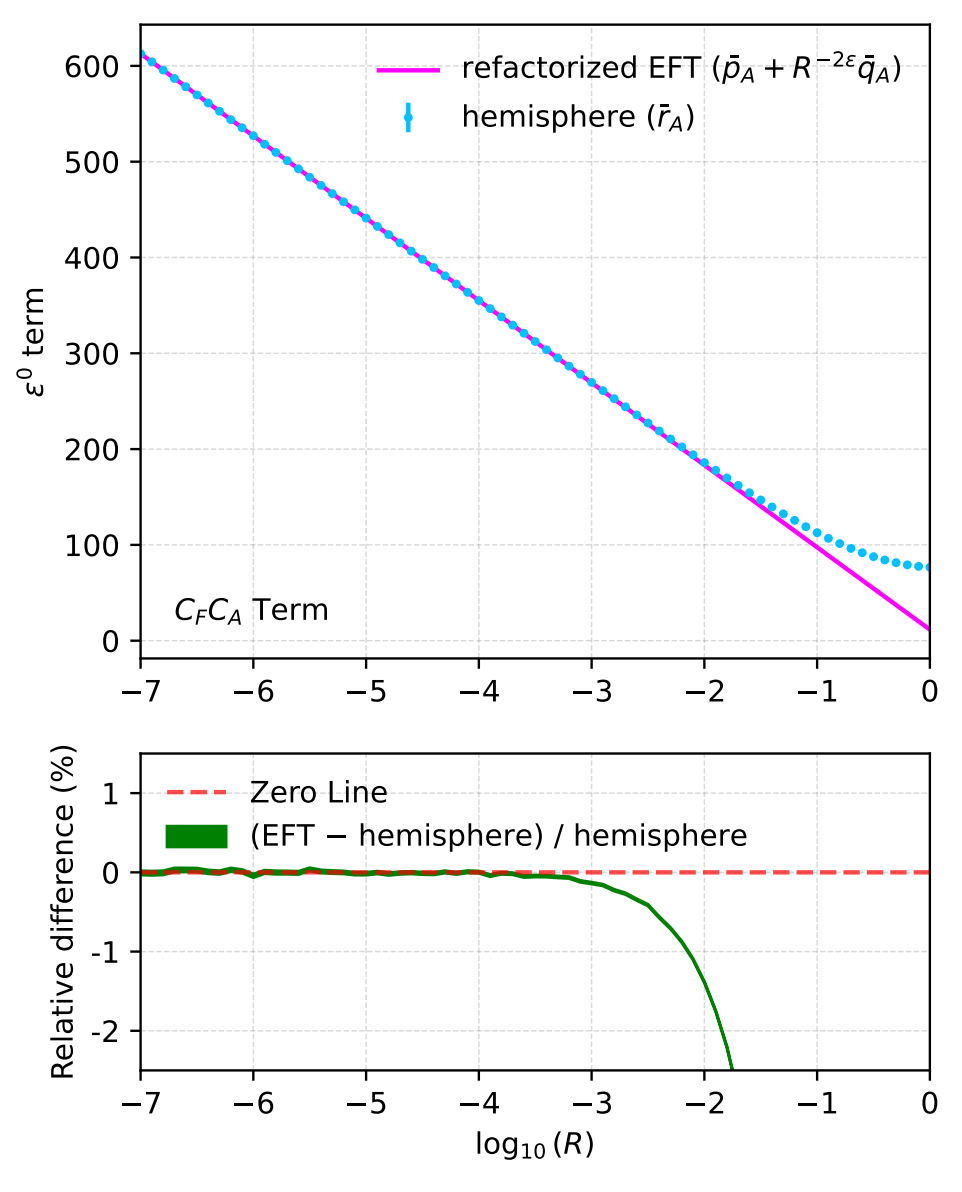 refactorized EFT (p̄_A + R^{−2ε}q̄_A)
hemisphere (r̄_A)
600
500
400
300
200
100
0
ε⁰ term
C_FC_A Term
−7 −6 −5 −4 −3 −2 −1 0
Relative difference (%)
1
0
-1
-2
Zero Line
(EFT − hemisphere) / hemisphere
−7 −6 −5 −4 −3 −2 −1 0
log₁₀ (R)